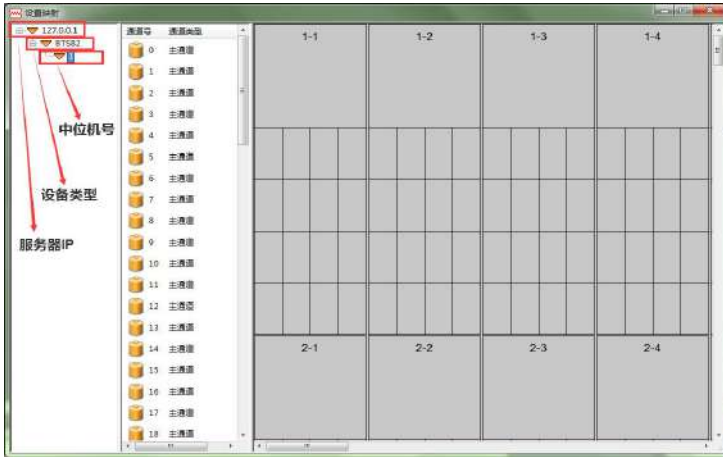 设置映射
127.0.0.1
BTS82
中位机号
设备类型
服务器IP
通道号 通道类型
0 主通道
1 主通道
2 主通道
3 主通道
4 主通道
5 主通道
6 主通道
7 主通道
8 主通道
9 主通道
10 主通道
11 主通道
12 主通道
13 主通道
14 主通道
15 主通道
16 主通道
17 主通道
18 主通道
1-1 1-2 1-3 1-4
2-1 2-2 2-3 2-4